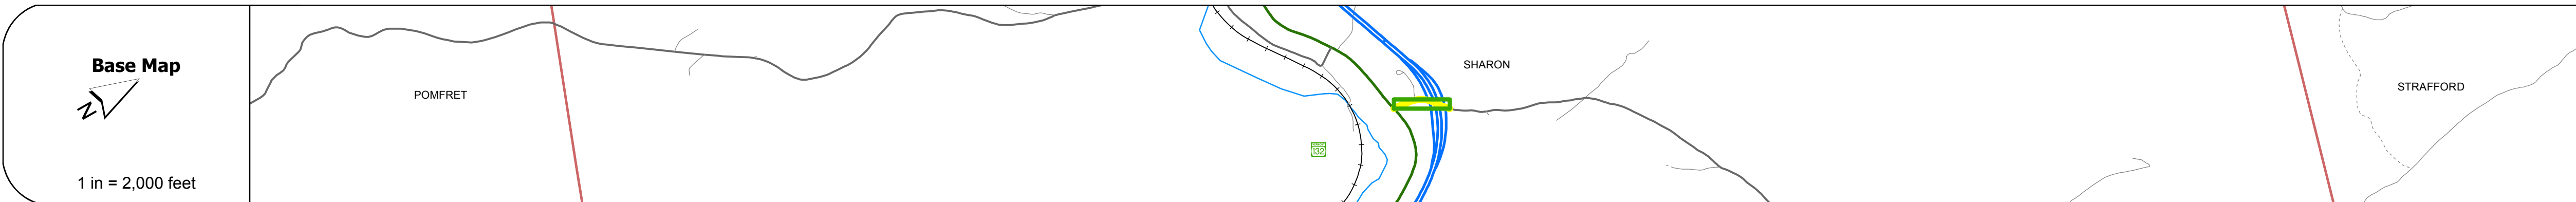 Base Map
N
1 in = 2,000 feet
POMFRET
132
SHARON
STRAFFORD